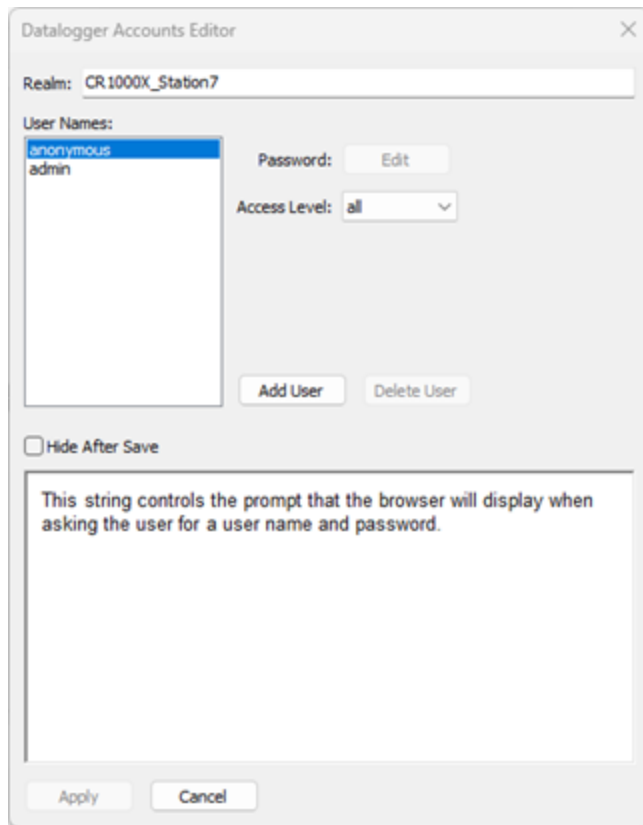 Datalogger Accounts Editor
Realm: CR1000X_Station7
User Names:
anonymous
admin
Password: Edit
Access Level: all
Add User Delete User
Hide After Save
This string controls the prompt that the browser will display when
asking the user for a user name and password.
Apply Cancel